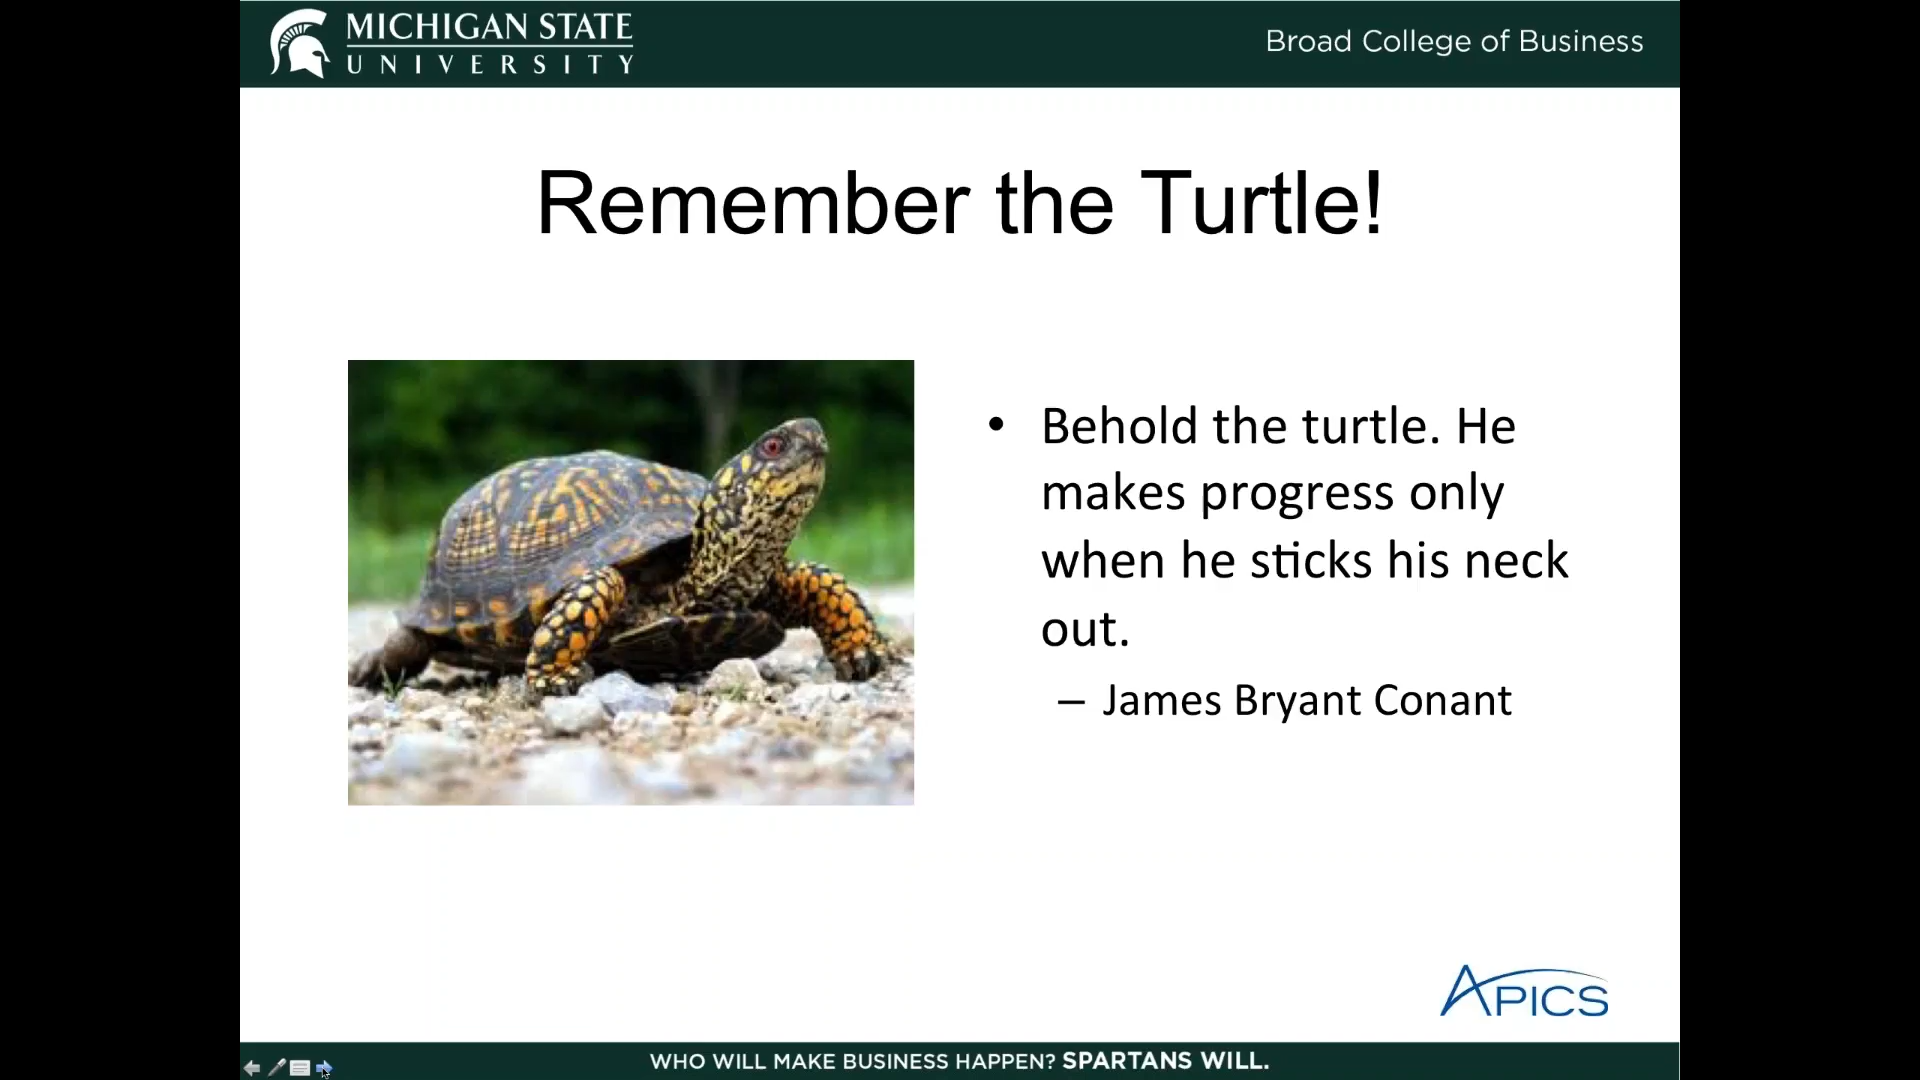 MICHIGAN STATE
UNIVERSITY
Broad College of Business
Remember the Turtle!
• Behold the turtle. He
makes progress only
when he sticks his neck
out.
– James Bryant Conant
APICS
WHO WILL MAKE BUSINESS HAPPEN? SPARTANS WILL.